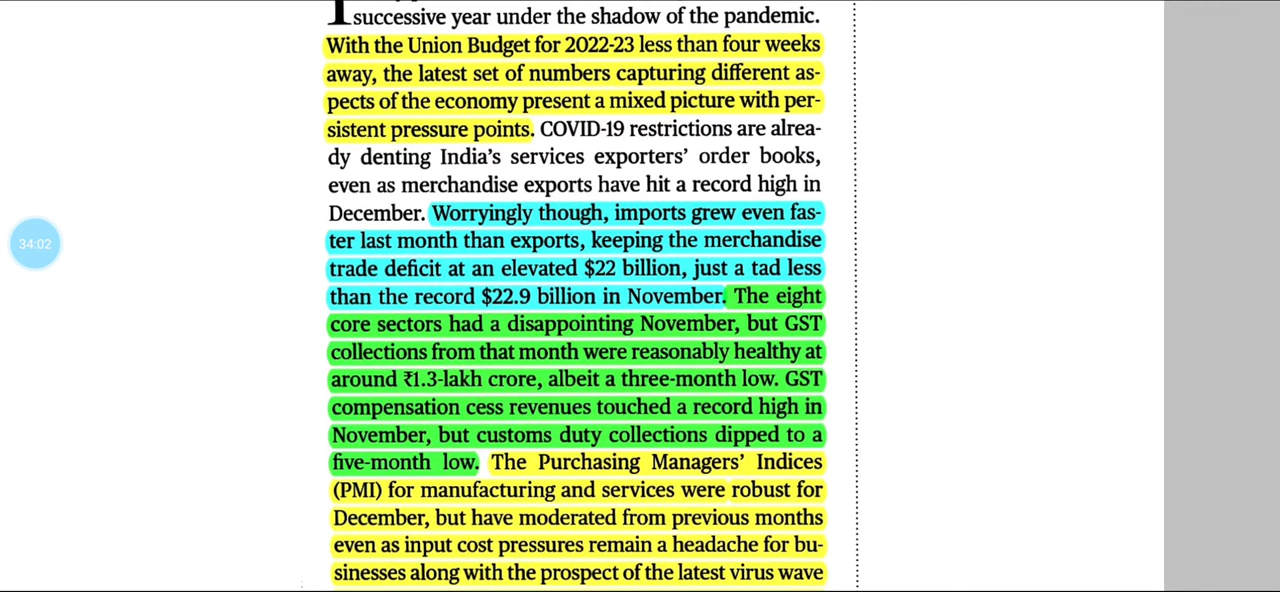 successive year under the shadow of the pandemic.
With the Union Budget for 2022-23 less than four weeks
away, the latest set of numbers capturing different as-
pects of the economy present a mixed picture with per-
sistent pressure points. COVID-19 restrictions are alrea-
dy denting India’s services exporters’ order books,
even as merchandise exports have hit a record high in
December. Worryingly though, imports grew even fas-
ter last month than exports, keeping the merchandise
trade deficit at an elevated $22 billion, just a tad less
than the record $22.9 billion in November. The eight
core sectors had a disappointing November, but GST
collections from that month were reasonably healthy at
around ₹1.3-lakh crore, albeit a three-month low. GST
compensation cess revenues touched a record high in
November, but customs duty collections dipped to a
five-month low. The Purchasing Managers’ Indices
(PMI) for manufacturing and services were robust for
December, but have moderated from previous months
even as input cost pressures remain a headache for bu-
sinesses along with the prospect of the latest virus wave
34:02